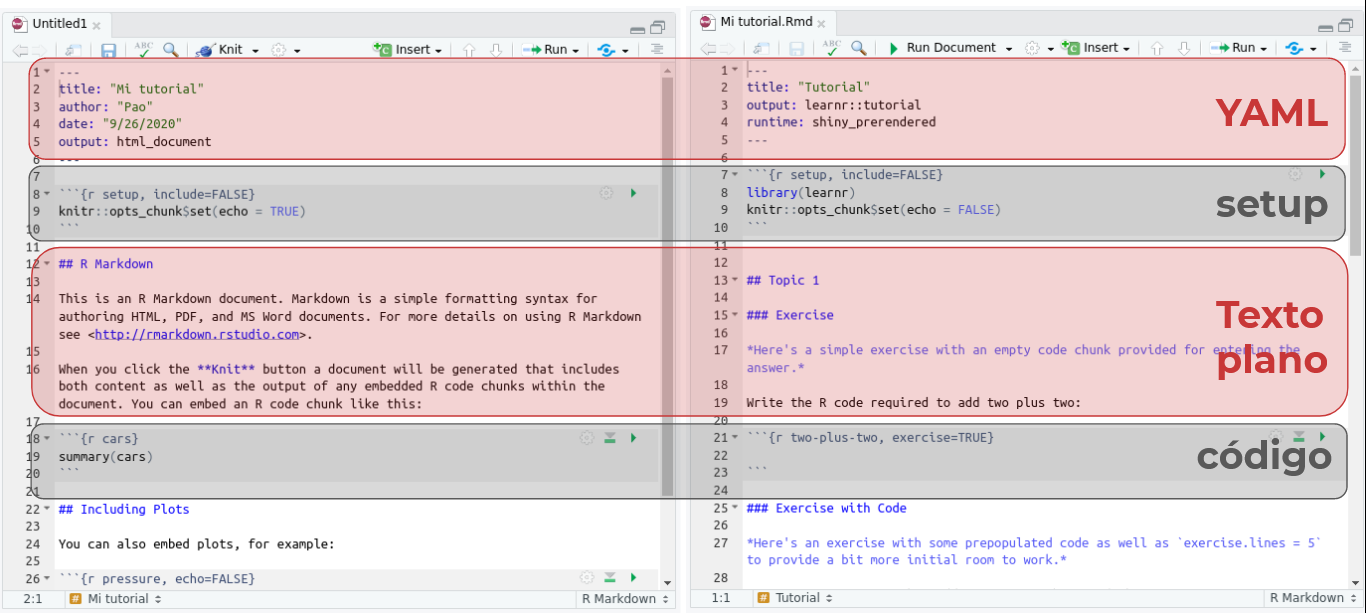 Untitled1
Knit Insert Run
1 ---
2 title: "Mi tutorial"
3 author: "Pao"
4 date: "9/26/2020"
5 output: html_document
6 ---
7
8 ```{r setup, include=FALSE}
9 knitr::opts_chunk$set(echo = TRUE)
10 ```
11
12 ## R Markdown
13
14 This is an R Markdown document. Markdown is a simple formatting syntax for
authoring HTML, PDF, and MS Word documents. For more details on using R Markdown
see <http://rmarkdown.rstudio.com>.
15
16 When you click the **Knit** button a document will be generated that includes
both content as well as the output of any embedded R code chunks within the
document. You can embed an R code chunk like this:
17
18 ```{r cars}
19 summary(cars)
20 ```
21
22 ## Including Plots
23
24 You can also embed plots, for example:
25
26 ```{r pressure, echo=FALSE}
2:1 # Mi tutorial R Markdown
Mi tutorial.Rmd
ABC Run Document Insert Run
1 ---
2 title: "Tutorial"
3 output: learnr::tutorial
4 runtime: shiny_prerendered
5 ---
6
7 ```{r setup, include=FALSE}
8 library(learnr)
9 knitr::opts_chunk$set(echo = FALSE)
10 ```
11
12
13 ## Topic 1
14
15 ### Exercise
16
17 *Here's a simple exercise with an empty code chunk provided for entering the
answer.*
18
19 Write the R code required to add two plus two:
20
21 ```{r two-plus-two, exercise=TRUE}
22
23 ```
24
25 ### Exercise with Code
26
27 *Here's an exercise with some prepopulated code as well as `exercise.lines = 5`
to provide a bit more initial room to work.*
28
1:1 # Tutorial R Markdown
YAML
setup
Texto
plano
código